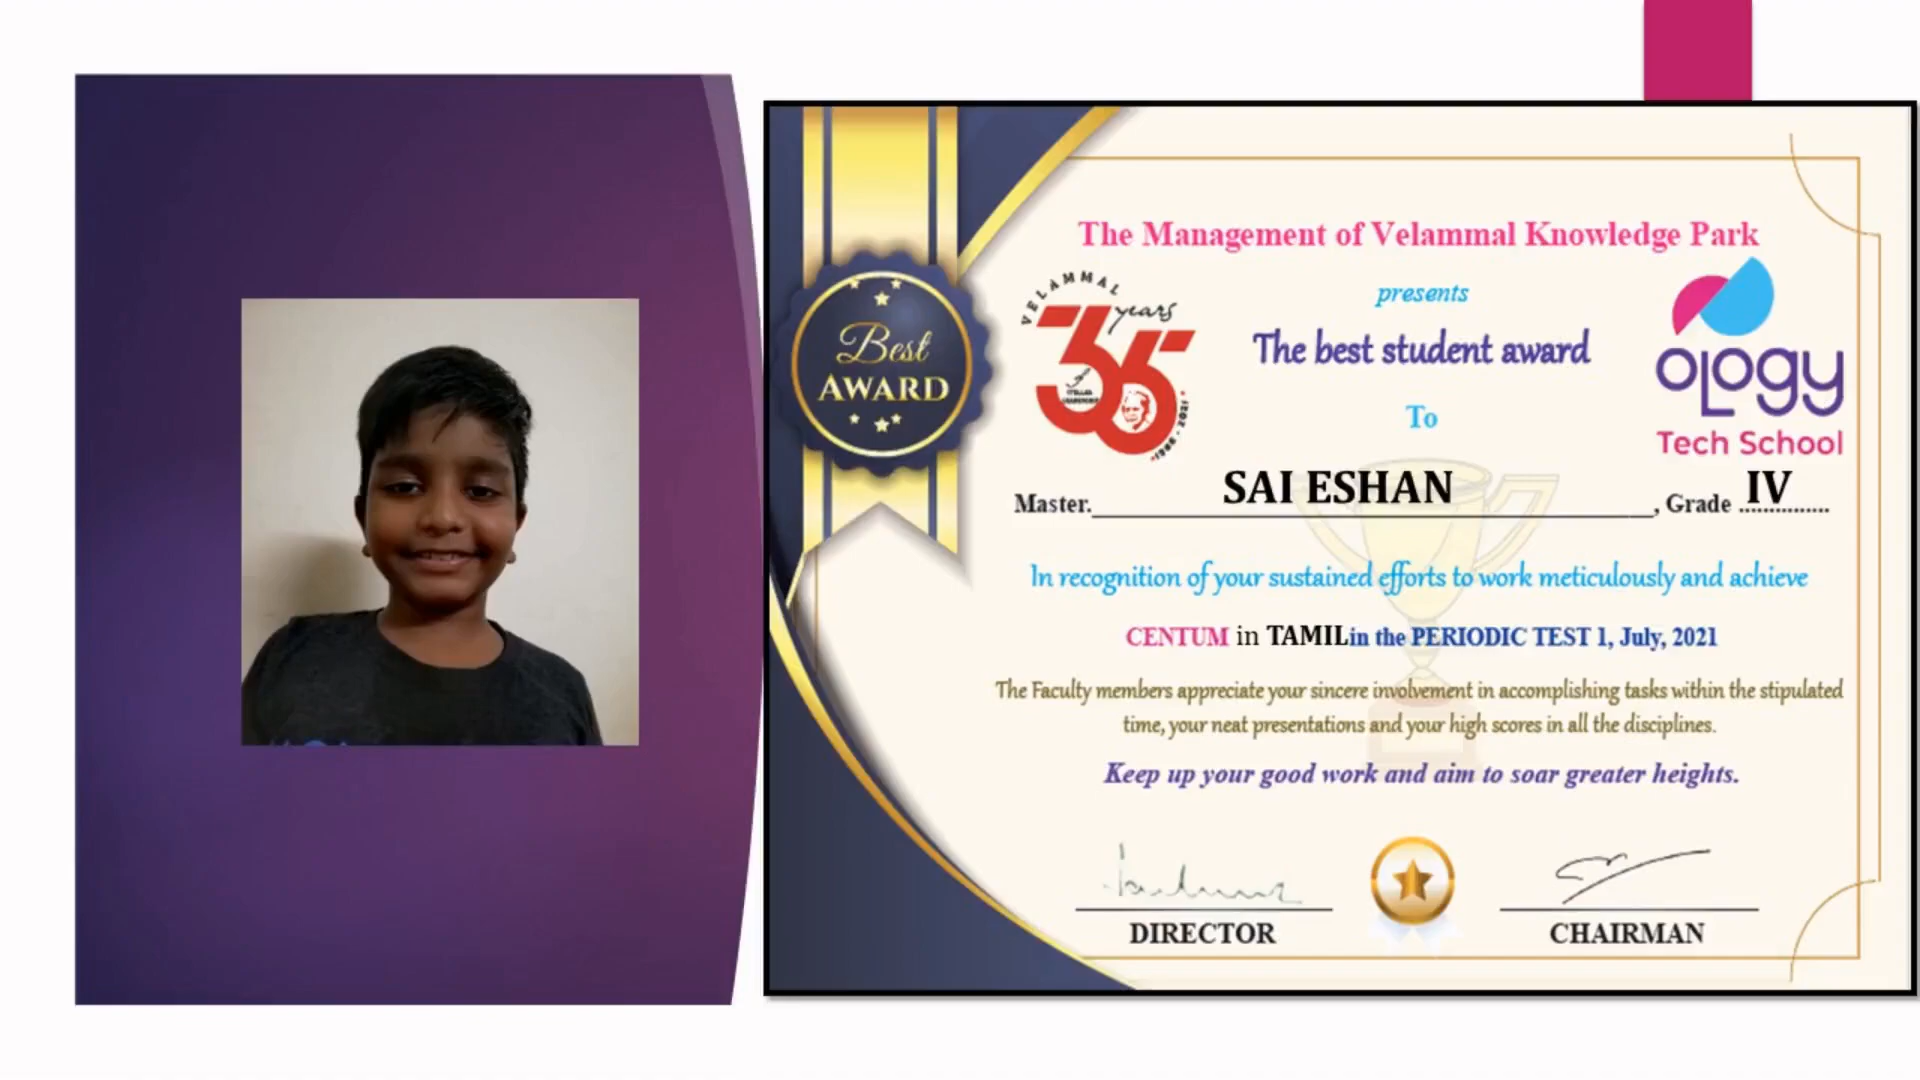 The Management of Velammal Knowledge Park
VELAMMAL
36 years
1986 - 2021
presents
The best student award
To
Best
AWARD
ology
Tech School
Master. SAI ESHAN, Grade IV
In recognition of your sustained efforts to work meticulously and achieve
CENTUM in TAMIL in the PERIODIC TEST 1, July, 2021
The Faculty members appreciate your sincere involvement in accomplishing tasks within the stipulated
time, your neat presentations and your high scores in all the disciplines.
Keep up your good work and aim to soar greater heights.
DIRECTOR
CHAIRMAN